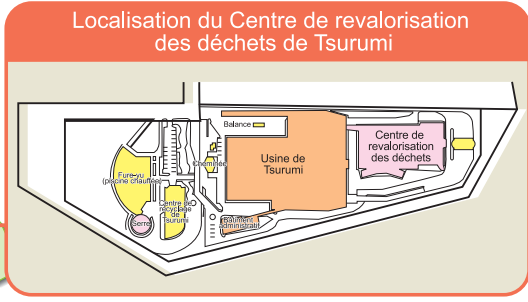 Localisation du Centre de revalorisation
des déchets de Tsurumi
Balance
Cheminée
Usine de
Tsurumi
Centre de
revalorisation
des déchets
Fure-yu
(piscine chauffée)
Centre de
recyclage
de
Tsurumi
Serre
Bâtiment
administratif